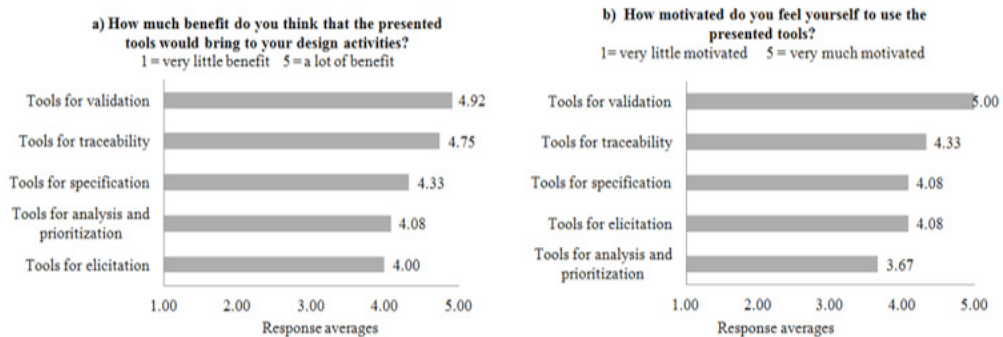 a) How much benefit do you think that the presented
tools would bring to your design activities?
1 = very little benefit   5 = a lot of benefit
Tools for validation
4.92
Tools for traceability
4.75
Tools for specification
4.33
Tools for analysis and
prioritization
4.08
Tools for elicitation
4.00
1.00 2.00 3.00 4.00 5.00
Response averages
b) How motivated do you feel yourself to use the
presented tools?
1= very little motivated   5 = very much motivated
Tools for validation
5.00
Tools for traceability
4.33
Tools for specification
4.08
Tools for elicitation
4.08
Tools for analysis and
prioritization
3.67
1.00 2.00 3.00 4.00 5.00
Response averages